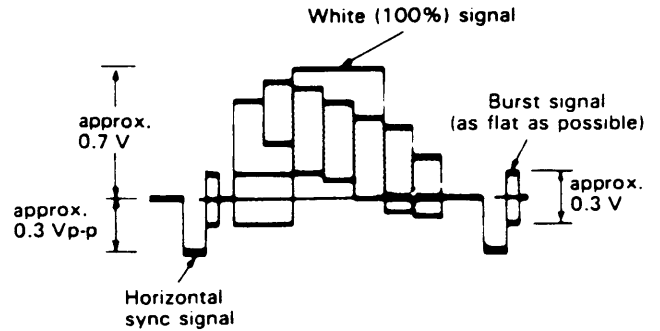 White (100%) signal
approx.
0.7 V
Burst signal
(as flat as possible)
approx.
0.3 V
approx.
0.3 Vp-p
Horizontal
sync signal